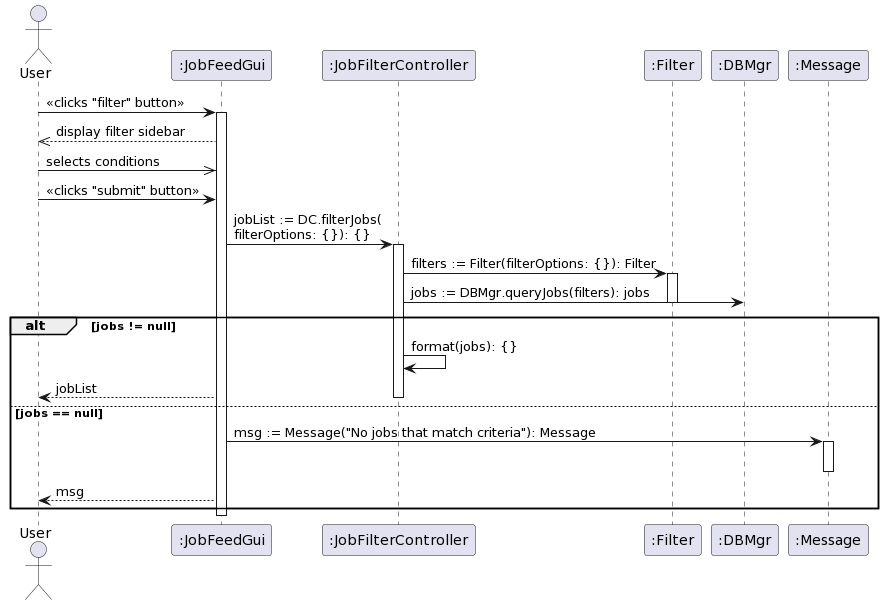 User
:JobFeedGui
:JobFilterController
:Filter
:DBMgr
:Message
«clicks "filter" button»
display filter sidebar
selects conditions
«clicks "submit" button»
jobList := DC.filterJobs(
filterOptions: {}): {}
filters := Filter(filterOptions: {}): Filter
jobs := DBMgr.queryJobs(filters): jobs
alt
[jobs != null]
format(jobs): {}
jobList
[jobs == null]
msg := Message("No jobs that match criteria"): Message
msg
User
:JobFeedGui
:JobFilterController
:Filter
:DBMgr
:Message